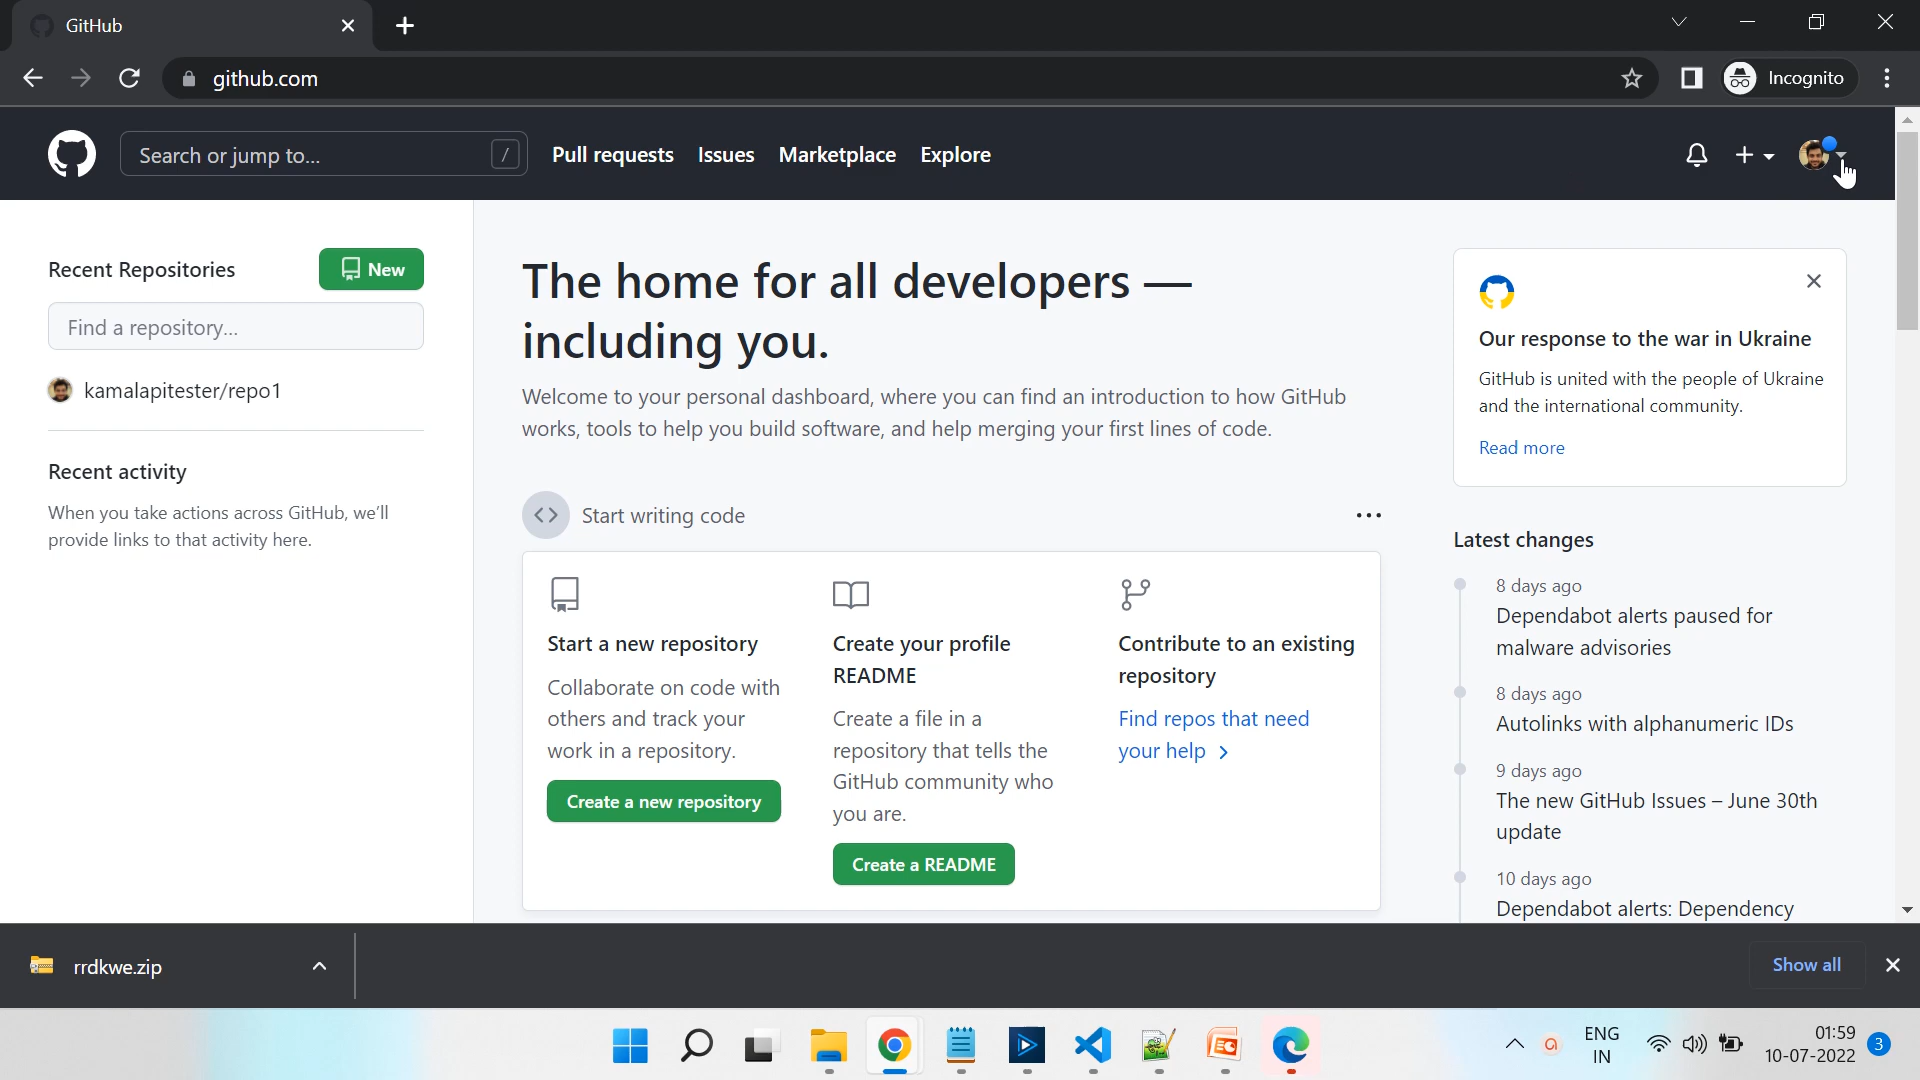 GitHub
github.com
Incognito
Search or jump to...
/
Pull requests
Issues
Marketplace
Explore
Recent Repositories
New
Find a repository...
kamalapitester/repo1
Recent activity
When you take actions across GitHub, we'll
provide links to that activity here.
The home for all developers —
including you.
Welcome to your personal dashboard, where you can find an introduction to how GitHub
works, tools to help you build software, and help merging your first lines of code.
Start writing code
Start a new repository
Collaborate on code with
others and track your
work in a repository.
Create a new repository
Create your profile
README
Create a file in a
repository that tells the
GitHub community who
you are.
Create a README
Contribute to an existing
repository
Find repos that need
your help
Our response to the war in Ukraine
GitHub is united with the people of Ukraine
and the international community.
Read more
Latest changes
8 days ago
Dependabot alerts paused for
malware advisories
8 days ago
Autolinks with alphanumeric IDs
9 days ago
The new GitHub Issues – June 30th
update
10 days ago
Dependabot alerts: Dependency
rrdkwe.zip
Show all
ENG
IN
01:59
10-07-2022
3